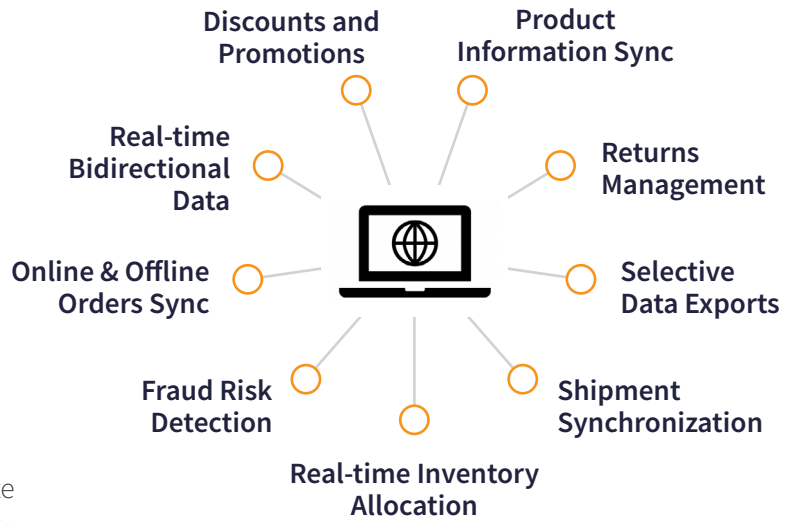 Discounts and
Promotions
Product
Information Sync
Real-time
Bidirectional
Data
Returns
Management
Online & Offline
Orders Sync
Selective
Data Exports
Fraud Risk
Detection
Shipment
Synchronization
Real-time Inventory
Allocation